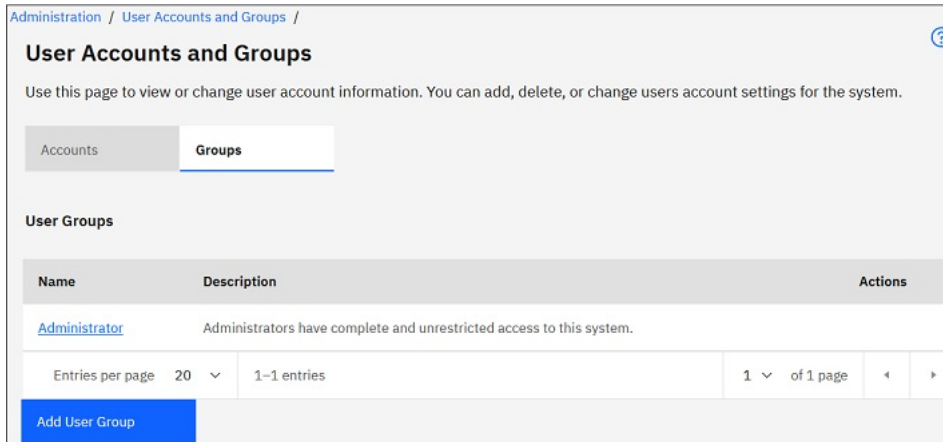 Administration / User Accounts and Groups /
User Accounts and Groups
Use this page to view or change user account information. You can add, delete, or change users account settings for the system.
Accounts Groups
User Groups
Name Description Actions
Administrator Administrators have complete and unrestricted access to this system.
Entries per page 20 1–1 entries 1 of 1 page
Add User Group